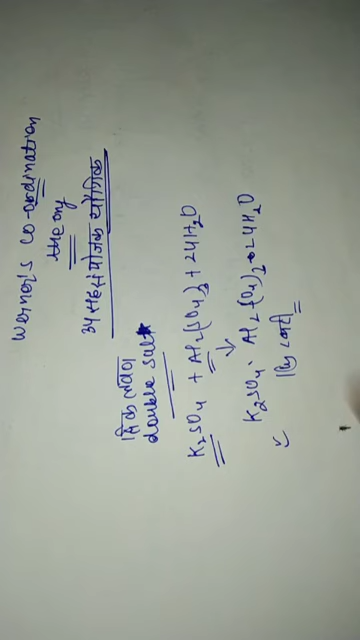 Werner's co-ordination
theory
उपसहसंयोजक यौगिक
द्विक लवण
double salt
K₂SO₄ + Al₂(SO₄)₃ + 24H₂O
↓
K₂SO₄. Al₂(SO₄)₃.24H₂O